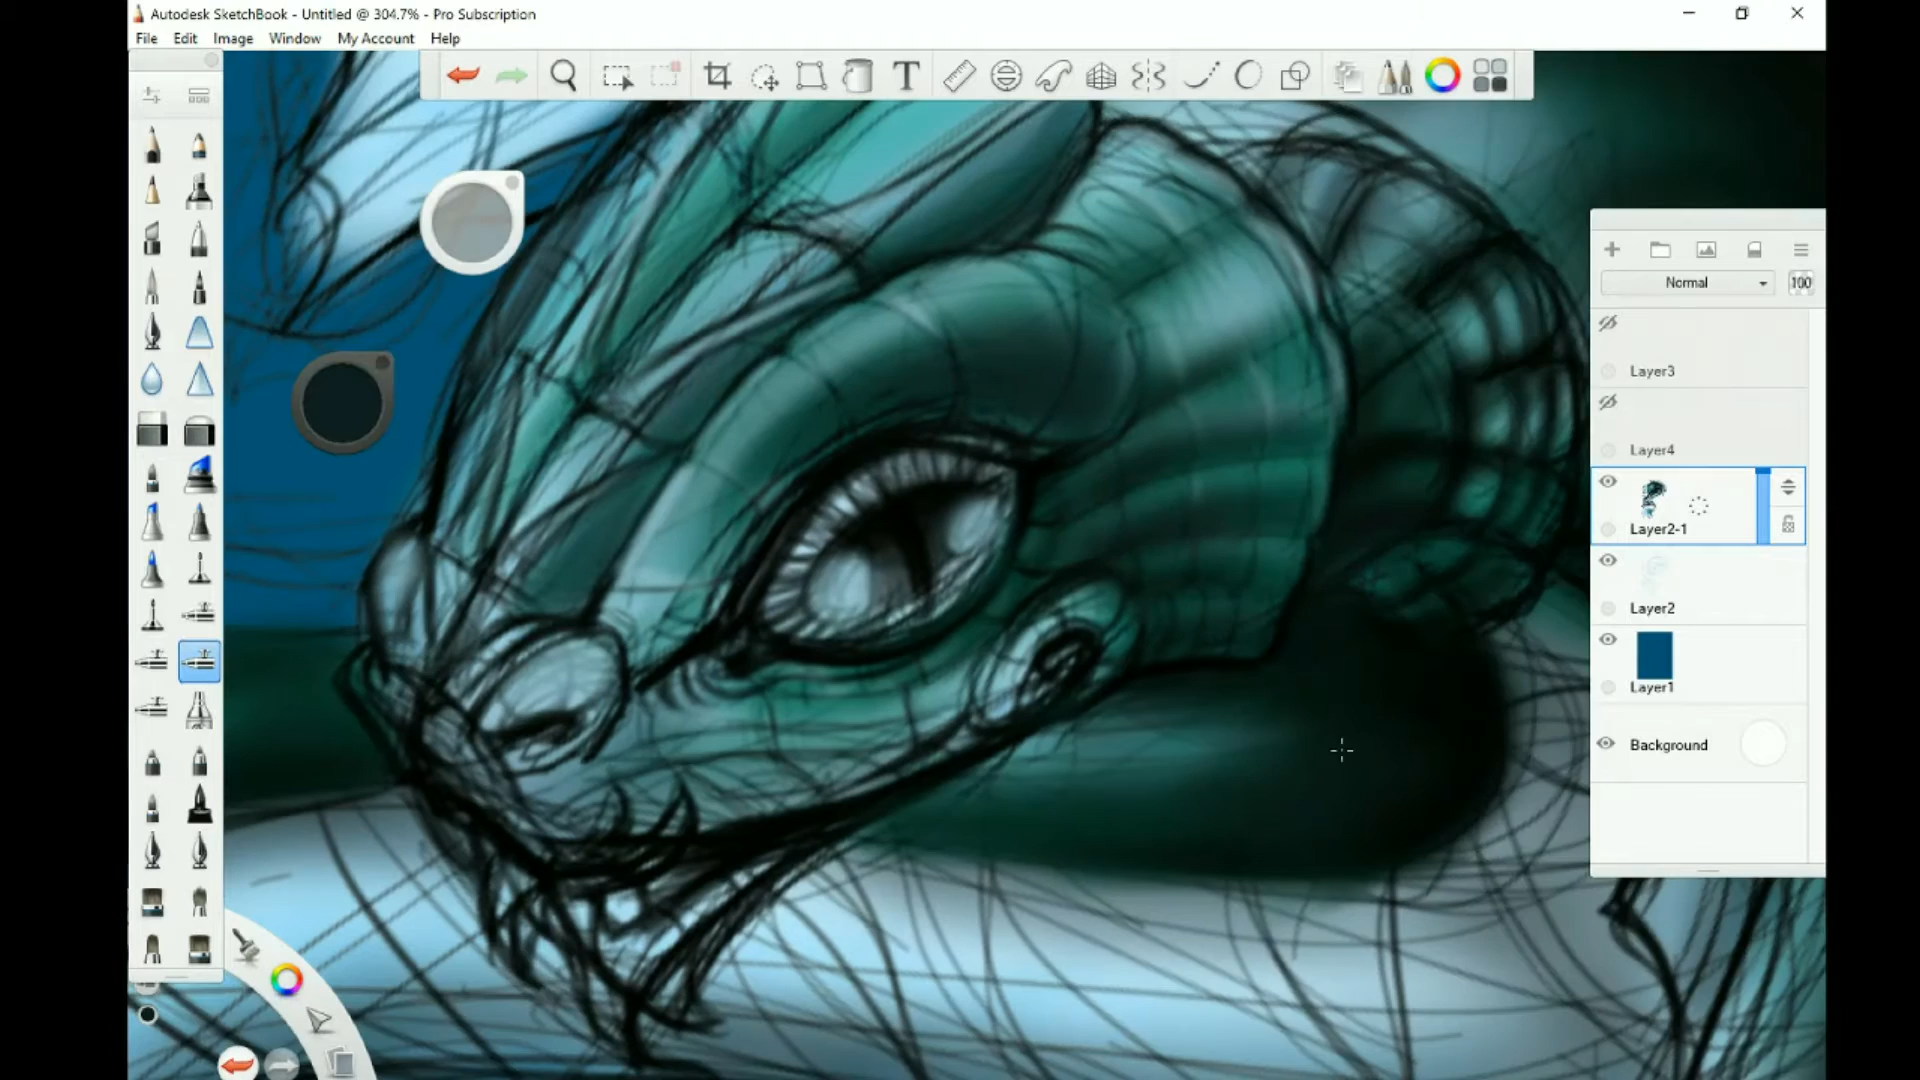 Autodesk SketchBook - Untitled @ 304.7% - Pro Subscription
File Edit Image Window My Account Help
T
Normal 100
Layer3
Layer4
Layer2-1
Layer2
Layer1
Background